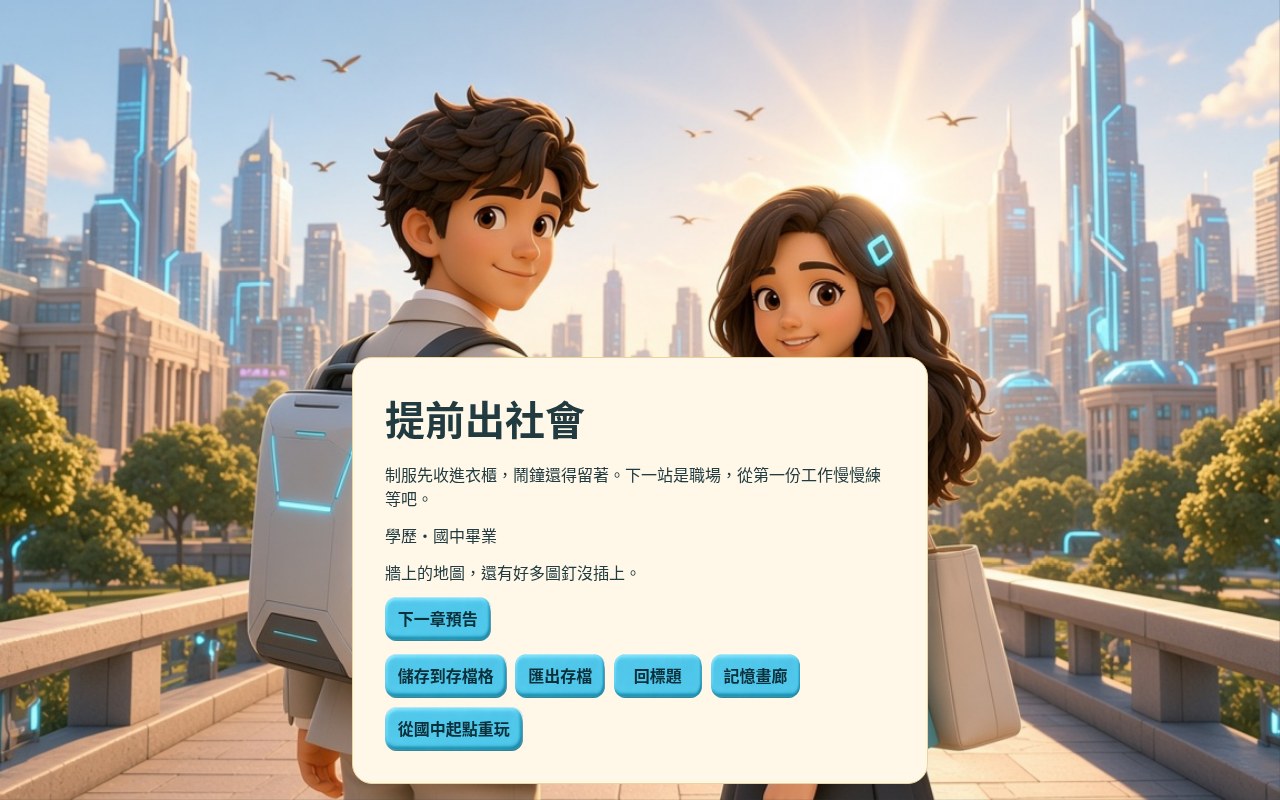 提前出社會
制服先收進衣櫃，鬧鐘還得留著。下一站是職場，從第一份工作慢慢練
等吧。
學歷・國中畢業
牆上的地圖，還有好多圖釘沒插上。
下一章預告
儲存到存檔格
匯出存檔
回標題
記憶畫廊
從國中起點重玩